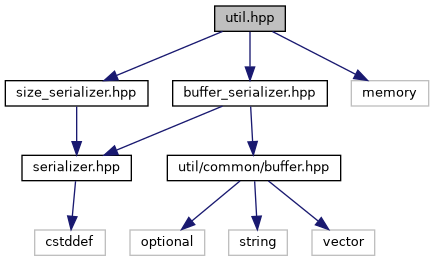 util.hpp
size_serializer.hpp
buffer_serializer.hpp
memory
serializer.hpp
util/common/buffer.hpp
cstddef
optional
string
vector